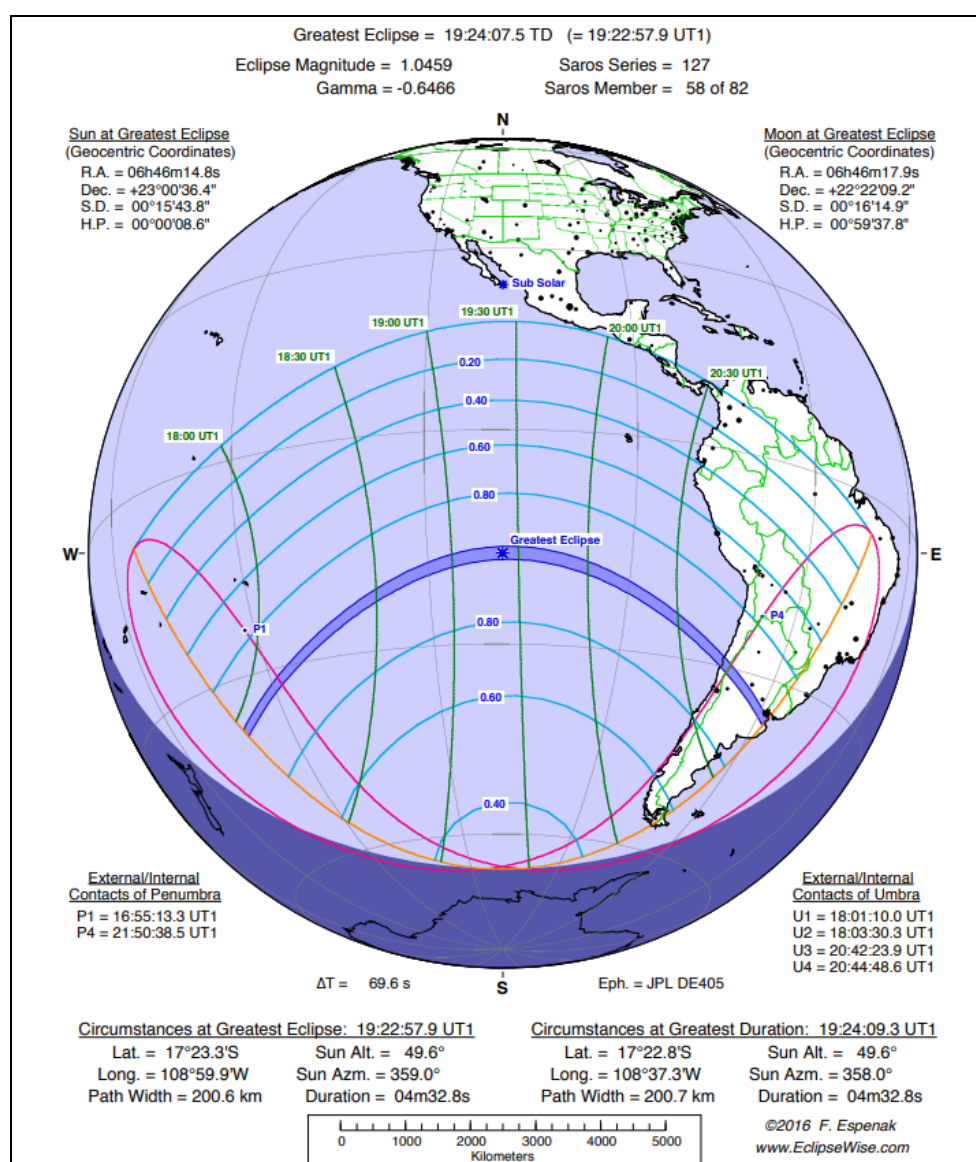 Greatest Eclipse = 19:24:07.5 TD (= 19:22:57.9 UT1)
Eclipse Magnitude = 1.0459
Gamma = -0.6466
Saros Series = 127
Saros Member = 58 of 82
Sun at Greatest Eclipse
(Geocentric Coordinates)
R.A. = 06h46m14.8s
Dec. = +23°00'36.4"
S.D. = 00°15'43.8"
H.P. = 00°00'08.6"
N
Moon at Greatest Eclipse
(Geocentric Coordinates)
R.A. = 06h46m17.9s
Dec. = +22°22'09.2"
S.D. = 00°16'14.9"
H.P. = 00°59'37.8"
Sub Solar
19:30 UT1
19:00 UT1
20:00 UT1
18:30 UT1
0.20
20:30 UT1
0.40
18:00 UT1
0.60
0.80
Greatest Eclipse
W
E
P1
P4
0.80
0.60
0.40
External/Internal
Contacts of Penumbra
P1 = 16:55:13.3 UT1
P4 = 21:50:38.5 UT1
External/Internal
Contacts of Umbra
U1 = 18:01:10.0 UT1
U2 = 18:03:30.3 UT1
U3 = 20:42:23.9 UT1
U4 = 20:44:48.6 UT1
S
ΔT = 69.6 s
Eph. = JPL DE405
Circumstances at Greatest Eclipse: 19:22:57.9 UT1
Lat. = 17°23.3'S
Sun Alt. = 49.6°
Long. = 108°59.9'W
Sun Azm. = 359.0°
Path Width = 200.6 km
Duration = 04m32.8s
Circumstances at Greatest Duration: 19:24:09.3 UT1
Lat. = 17°22.8'S
Sun Alt. = 49.6°
Long. = 108°37.3'W
Sun Azm. = 358.0°
Path Width = 200.7 km
Duration = 04m32.8s
0 1000 2000 3000 4000 5000
Kilometers
©2016 F. Espenak
www.EclipseWise.com